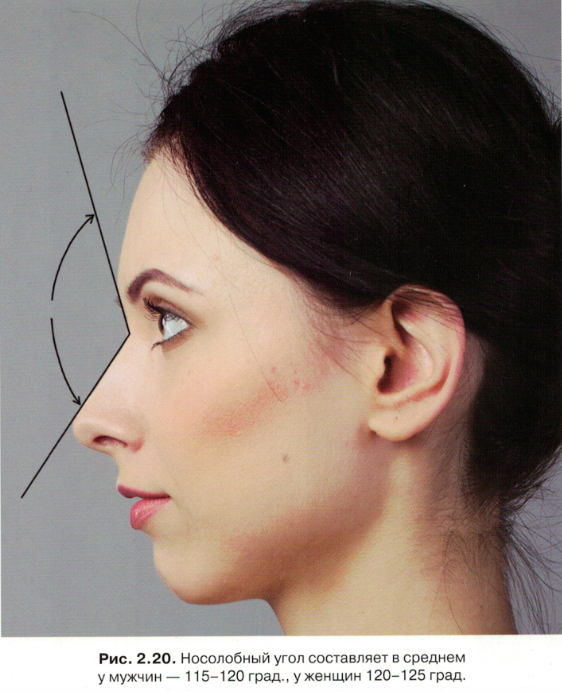 Рис. 2.20. Носолобный угол составляет в среднем
у мужчин — 115–120 град., у женщин 120–125 град.